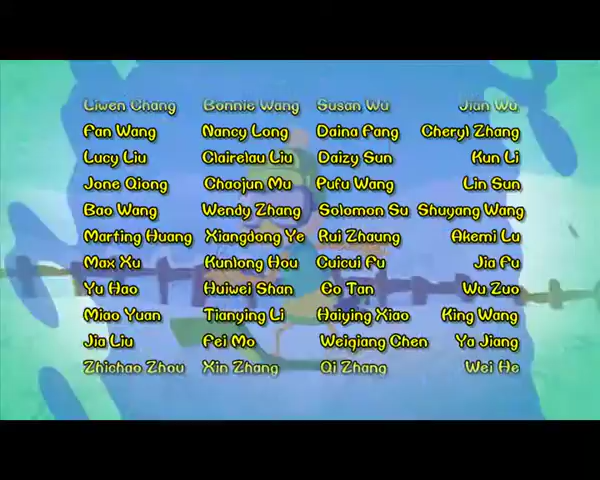 Liwen Chang Bonnie Wang Susan Wu Jian Wu
Fan Wang Nancy Long Daina Fang Cheryl Zhang
Lucy Liu Clairelau Liu Daizy Sun Kun Li
Jone Qiong Chaojun Mu Pufu Wang Lin Sun
Bao Wang Wendy Zhang Solomon Su Shuyang Wang
Marting Huang Xiangdong Ye Rui Zhaung Akemi Lu
Max Xu Kunlong Hou Cuicui Fu Jia Fu
Yu Hao Huiwei Shan Eo Tan Wu Zuo
Miao Yuan Tianying Li Haiying Xiao King Wang
Jia Liu Fei Mo Weiqiang Chen Ya Jiang
Zhichao Zhou Xin Zhang Qi Zhang Wei He